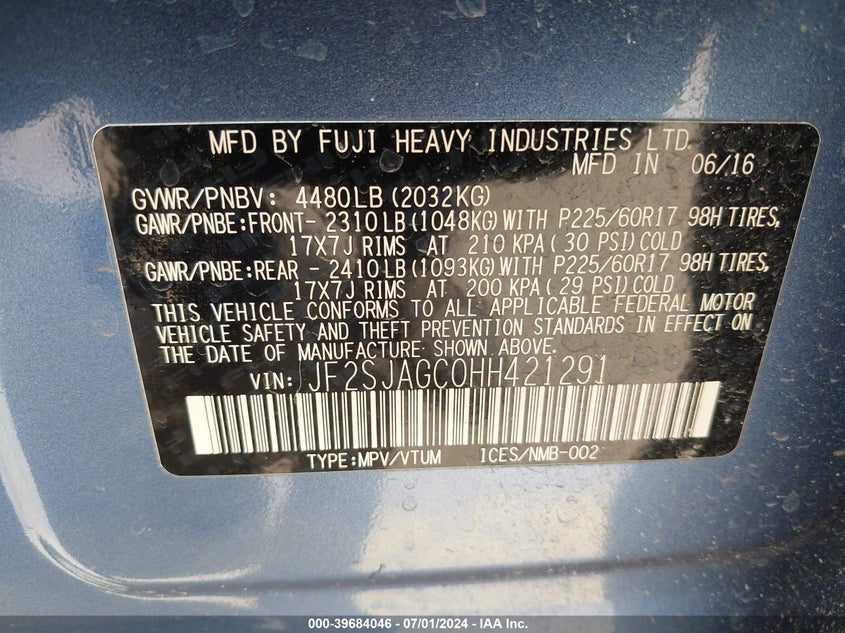 MFD BY FUJI HEAVY INDUSTRIES LTD.
MFD IN 06/16
GVWR/PNBV: 4480LB (2032KG)
GAWR/PNBE:FRONT- 2310LB (1048KG) WITH P225/60R17 98H TIRES,
17X7J RIMS AT 210 KPA ( 30 PSI) COLD
GAWR/PNBE:REAR - 2410LB (1093KG) WITH P225/60R17 98H TIRES,
17X7J RIMS AT 200 KPA ( 29 PSI) COLD
THIS VEHICLE CONFORMS TO ALL APPLICABLE FEDERAL MOTOR
VEHICLE SAFETY AND THEFT PREVENTION STANDARDS IN EFFECT ON
THE DATE OF MANUFACTURE SHOWN ABOVE.
VIN: JF2SJAGC0HH421291
TYPE:MPV/VTUM ICES/NMB-002
000-39684046 - 07/01/2024 - IAA Inc.